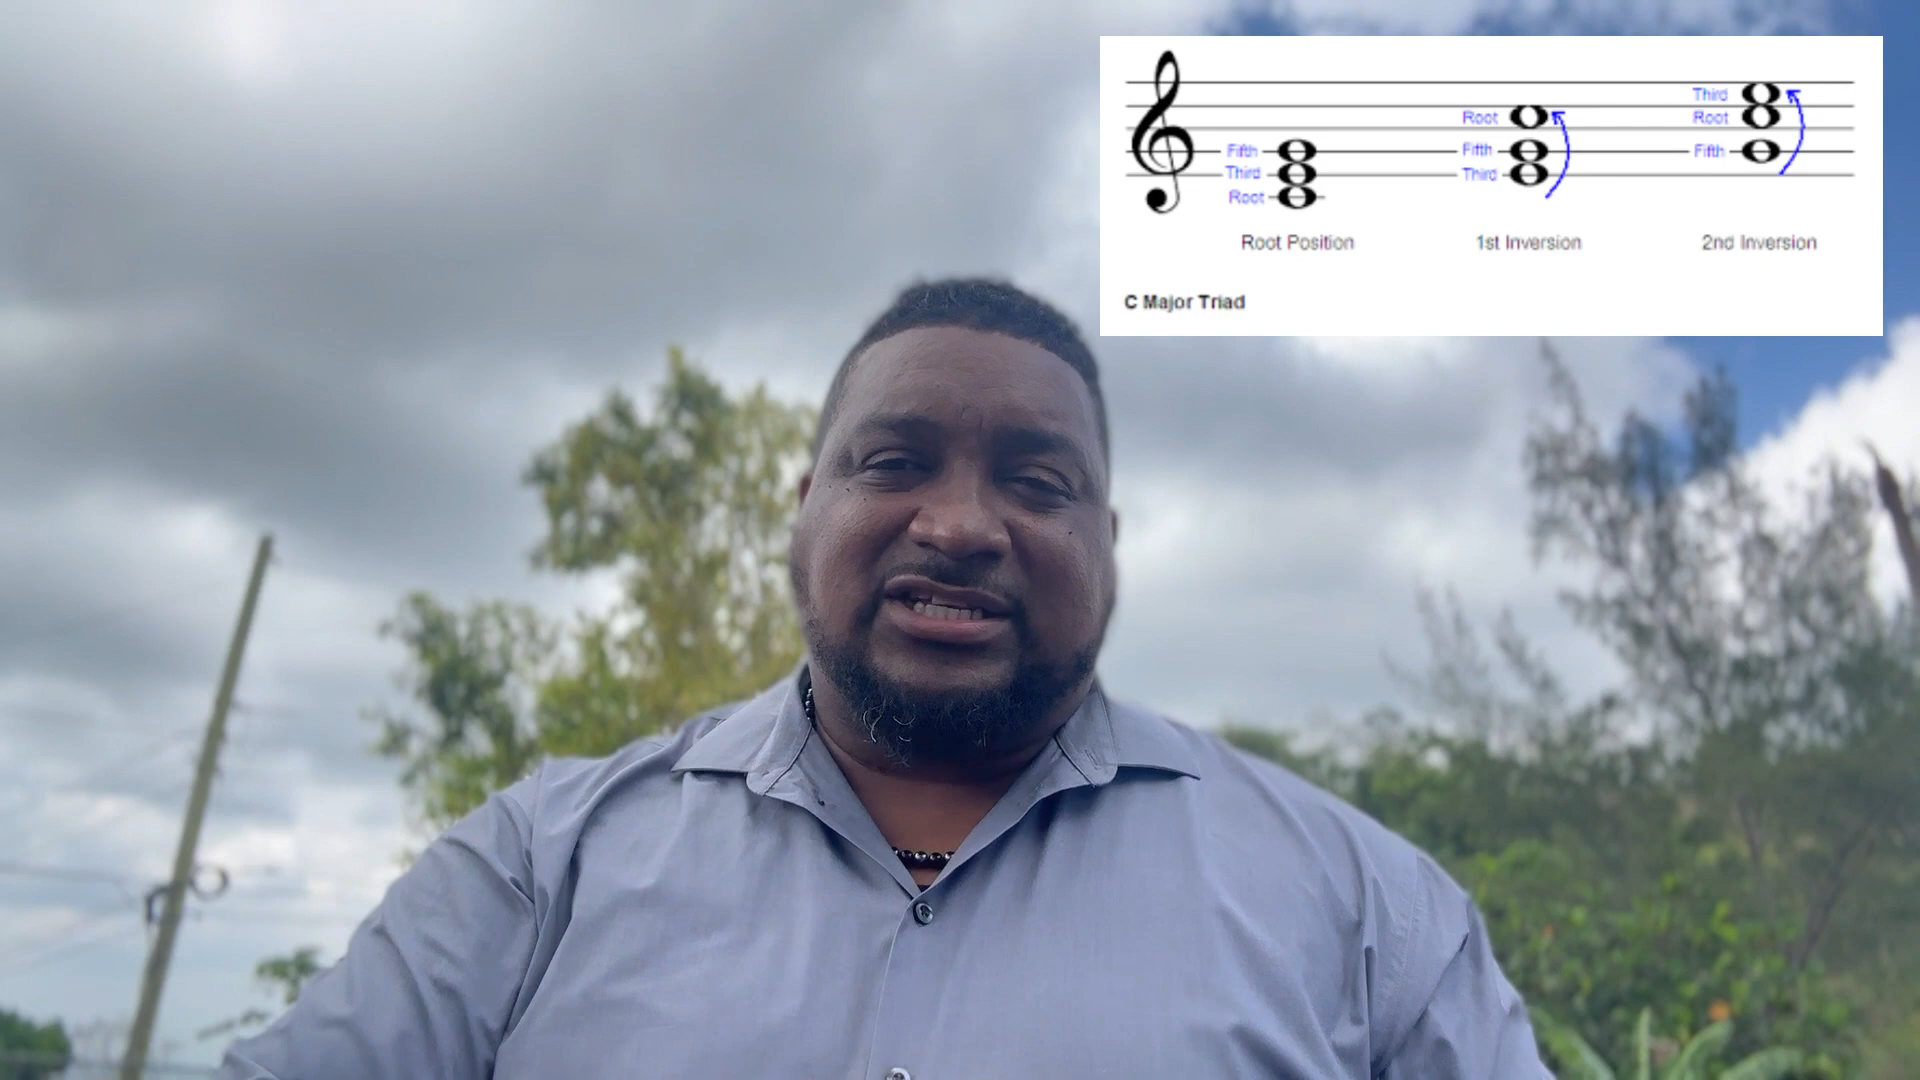 Third
Root Root
Fifth Fifth Fifth
Third Third
Root
Root Position 1st Inversion 2nd Inversion
C Major Triad